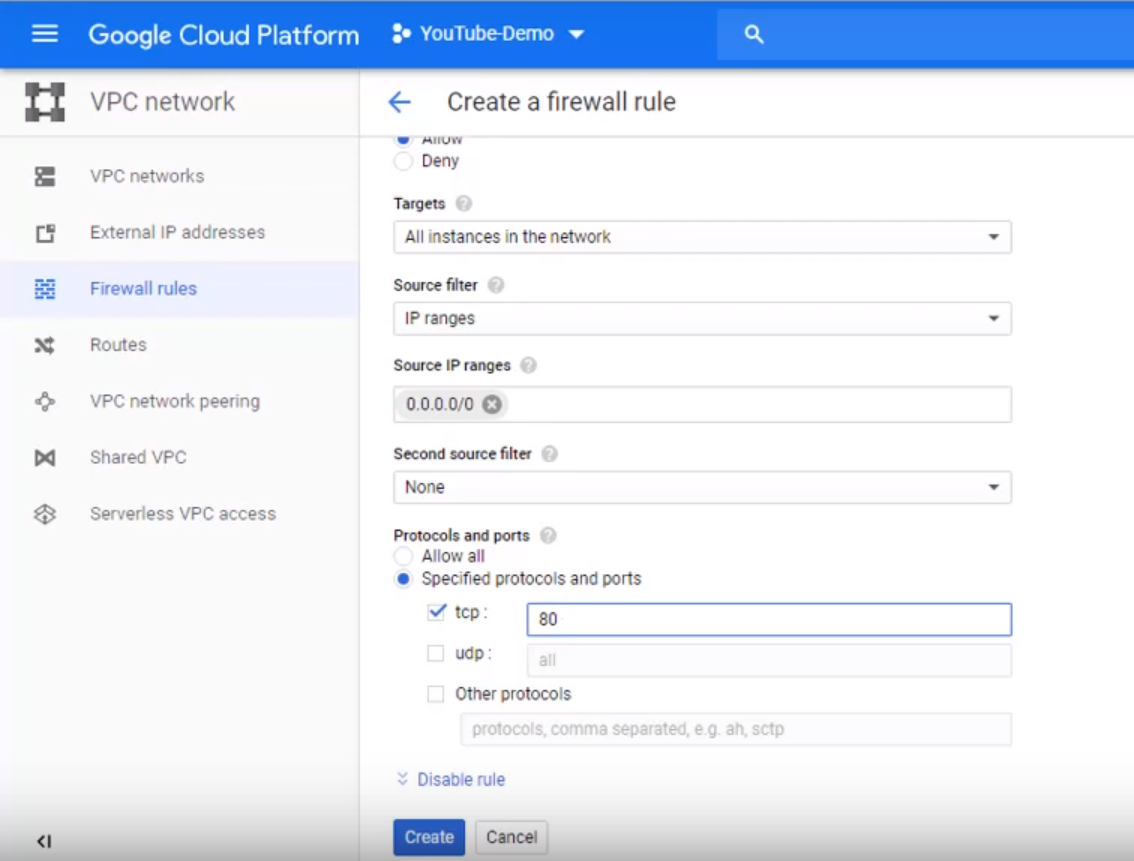 Google Cloud Platform
YouTube-Demo
VPC network
Create a firewall rule
VPC networks
External IP addresses
Firewall rules
Routes
VPC network peering
Shared VPC
Serverless VPC access
Allow
Deny
Targets
All instances in the network
Source filter
IP ranges
Source IP ranges
0.0.0.0/0
Second source filter
None
Protocols and ports
Allow all
Specified protocols and ports
tcp : 80
udp : all
Other protocols
protocols, comma separated, e.g. ah, sctp
Disable rule
Create Cancel